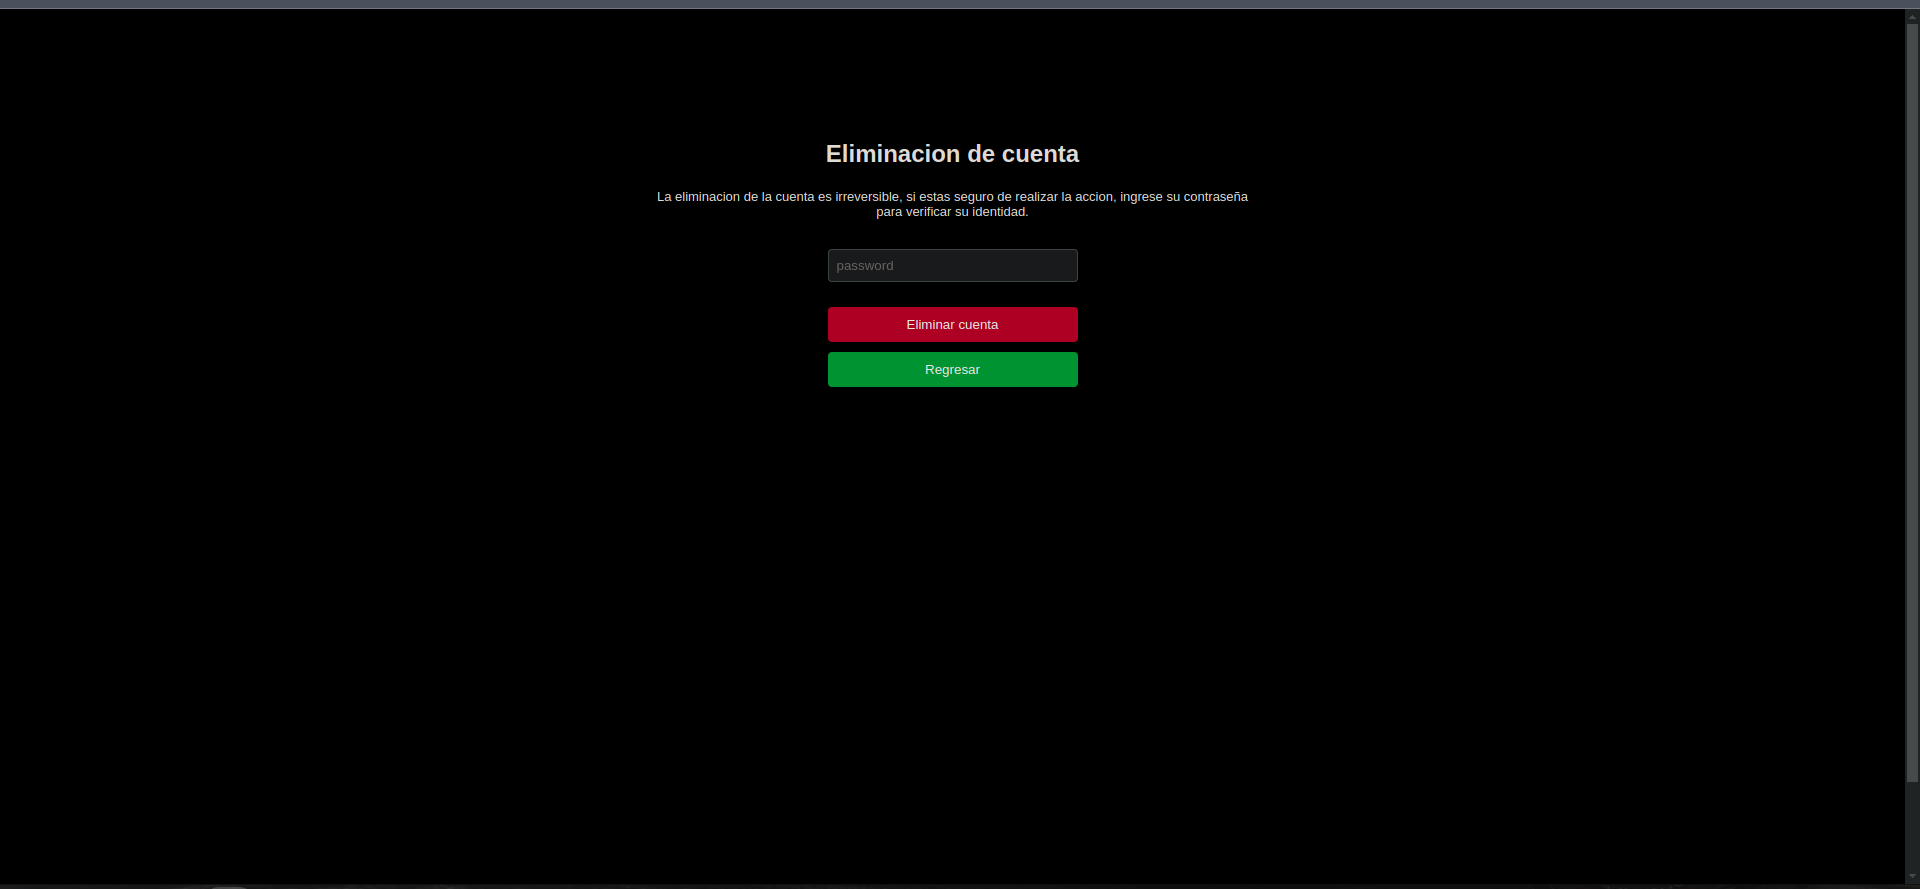 Eliminacion de cuenta
La eliminacion de la cuenta es irreversible, si estas seguro de realizar la accion, ingrese su contraseña
para verificar su identidad.
password
Eliminar cuenta
Regresar